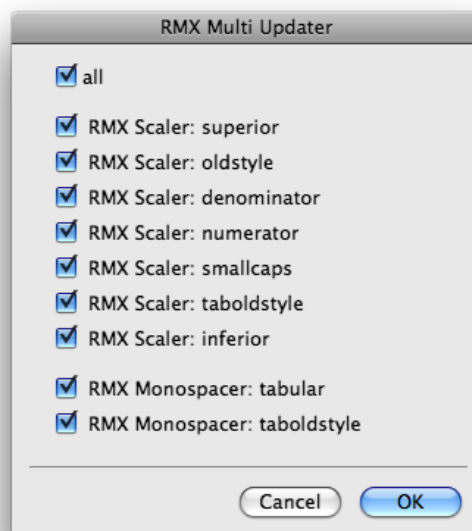 RMX Multi Updater
all
RMX Scaler: superior
RMX Scaler: oldstyle
RMX Scaler: denominator
RMX Scaler: numerator
RMX Scaler: smallcaps
RMX Scaler: taboldstyle
RMX Scaler: inferior
RMX Monospacer: tabular
RMX Monospacer: taboldstyle
Cancel OK